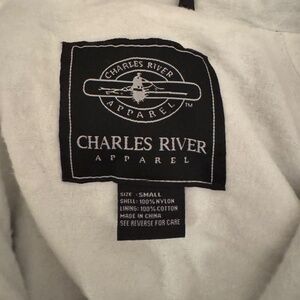 CHARLES RIVER
APPAREL
CHARLES RIVER
APPAREL
SIZE: SMALL
SHELL: 100% NYLON
LINING: 100% COTTON
MADE IN CHINA
SEE REVERSE FOR CARE